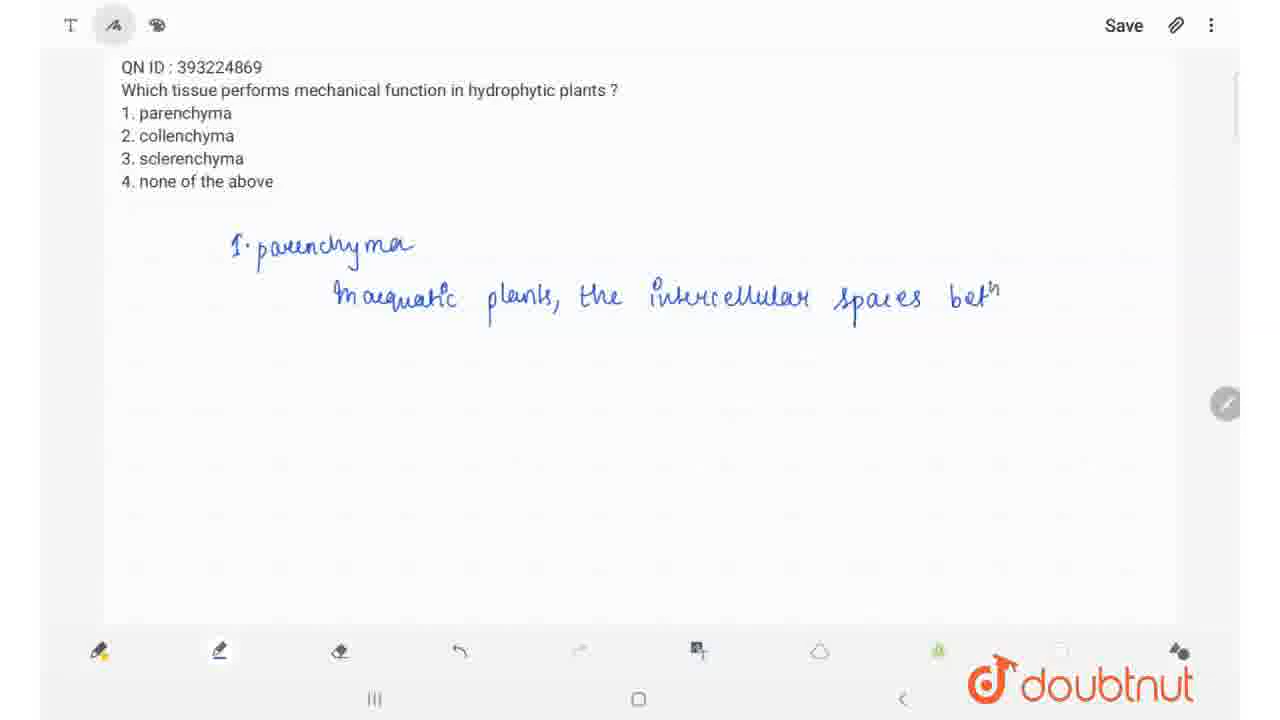 T
Save
QN ID : 393224869
Which tissue performs mechanical function in hydrophytic plants ?
1. parenchyma
2. collenchyma
3. sclerenchyma
4. none of the above
1. parenchyma
In aequatic plants, the intercellular spaces betn
doubtnut